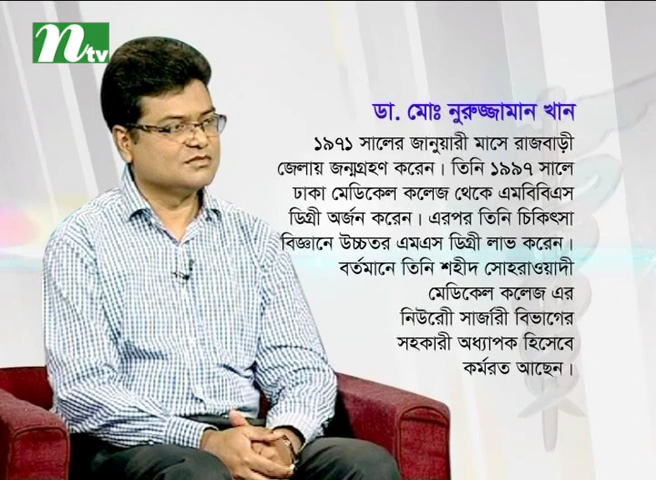 ntv
ডা. মোঃ নুরুজ্জামান খান
১৯৭১ সালের জানুয়ারী মাসে রাজবাড়ী
জেলায় জন্মগ্রহণ করেন। তিনি ১৯৯৭ সালে
ঢাকা মেডিকেল কলেজ থেকে এমবিবিএস
ডিগ্রী অর্জন করেন। এরপর তিনি চিকিৎসা
বিজ্ঞানে উচ্চতর এমএস ডিগ্রী লাভ করেন।
বর্তমানে তিনি শহীদ সোহরাওয়াদী
মেডিকেল কলেজ এর
নিউরোী সার্জারী বিভাগের
সহকারী অধ্যাপক হিসেবে
কর্মরত আছেন।